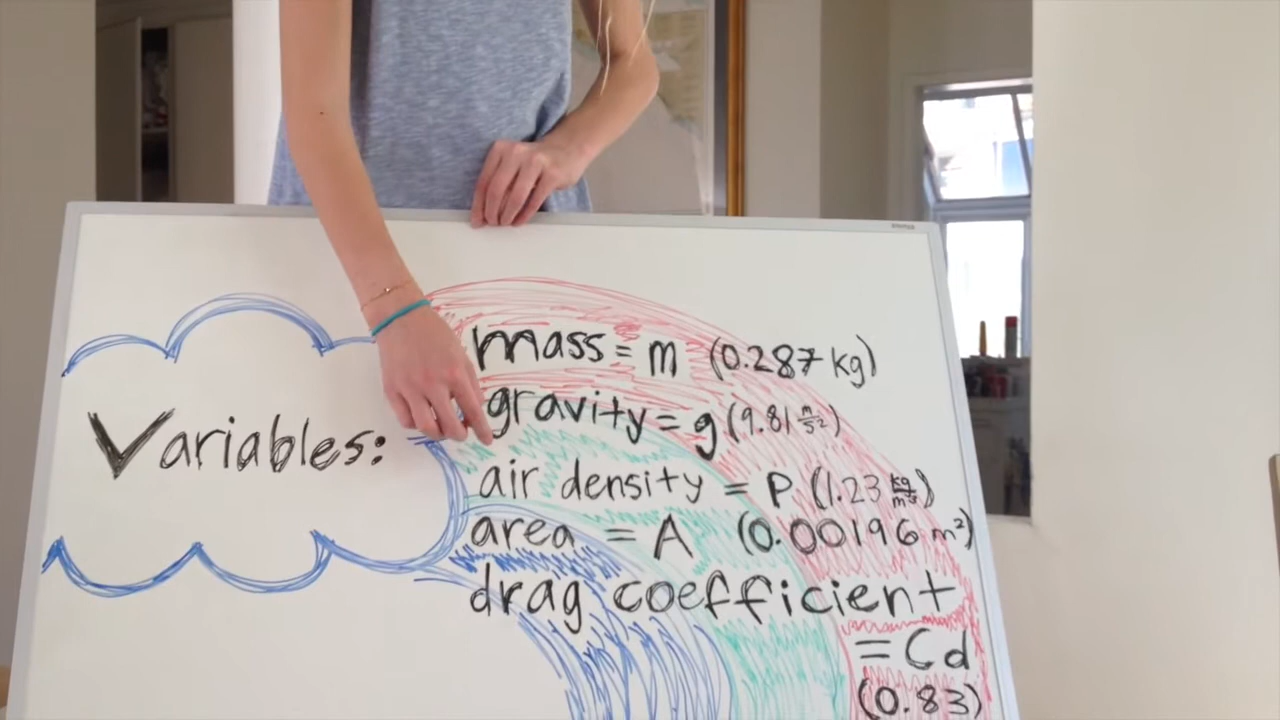 Variables:
mass = m (0.287 kg)
gravity = g (9.81 m/s²)
air density = P (1.23 kg/m³)
area = A (0.00196 m²)
drag coefficient
= Cd
(0.83)